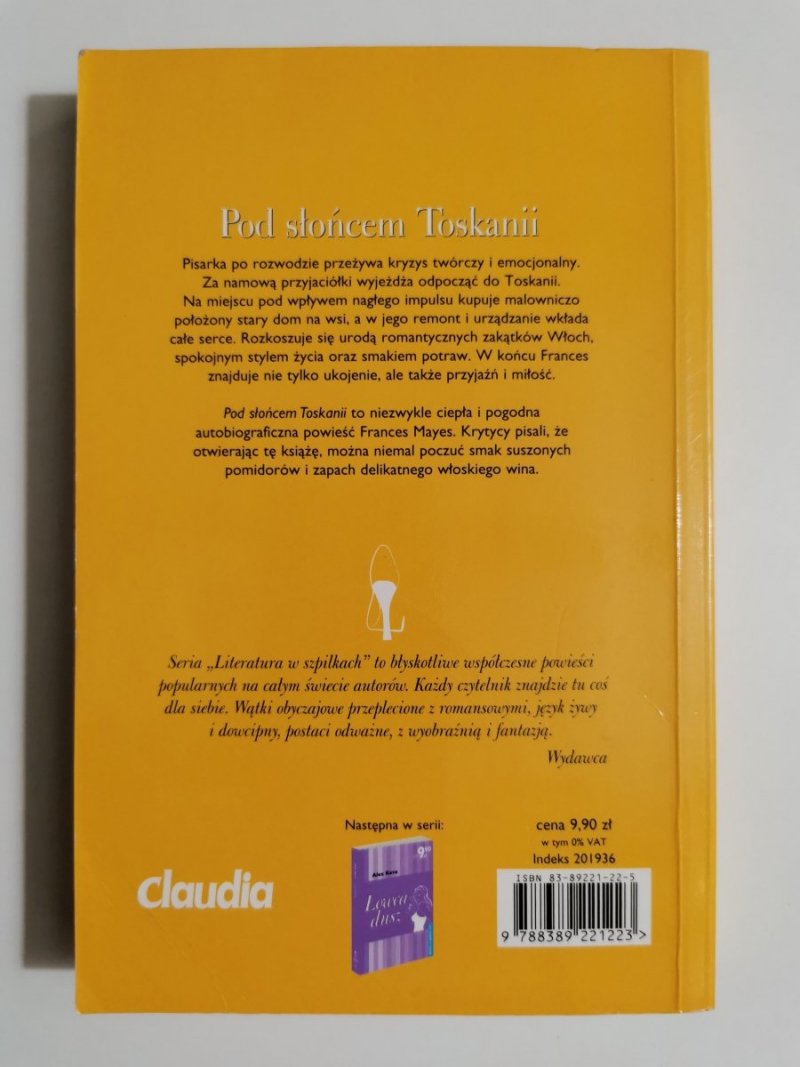 Pod słońcem Toskanii
Pisarka po rozwodzie przeżywa kryzys twórczy i emocjonalny.
Za namową przyjaciółki wyjeżdża odpocząć do Toskanii.
Na miejscu pod wpływem nagłego impulsu kupuje malowniczo
położony stary dom na wsi, a w jego remont i urządzanie wkłada
całe serce. Rozkoszuje się urodą romantycznych zakątków Włoch,
spokojnym stylem życia oraz smakiem potraw. W końcu Frances
znajduje nie tylko ukojenie, ale także przyjaźń i miłość.
Pod słońcem Toskanii to niezwykle ciepła i pogodna
autobiograficzna powieść Frances Mayes. Krytycy pisali, że
otwierając tę książę, można niemal poczuć smak suszonych
pomidorów i zapach delikatnego włoskiego wina.
Seria „Literatura w szpilkach” to błyskotliwe współczesne powieści
popularnych na całym świecie autorów. Każdy czytelnik znajdzie tu coś
dla siebie. Wątki obyczajowe przeplecione z romansowymi, język żywy
i dowcipny, postaci odważne, z wyobraźnią i fantazją.
Wydawca
Następna w serii:
9,90
Alex Kava
Łowca
dusz
Claudia
cena 9,90 zł
w tym 0% VAT
Indeks 201936
ISBN 83-89221-22-5
9 788389 221223 >